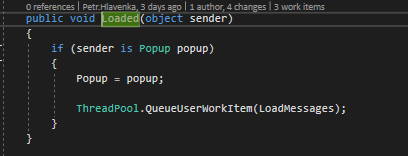 0 references | Petr.Hlavenka, 3 days ago | 1 author, 4 changes | 3 work items
public void Loaded(object sender)
{
if (sender is Popup popup)
{
Popup = popup;
ThreadPool.QueueUserWorkItem(LoadMessages);
}
}